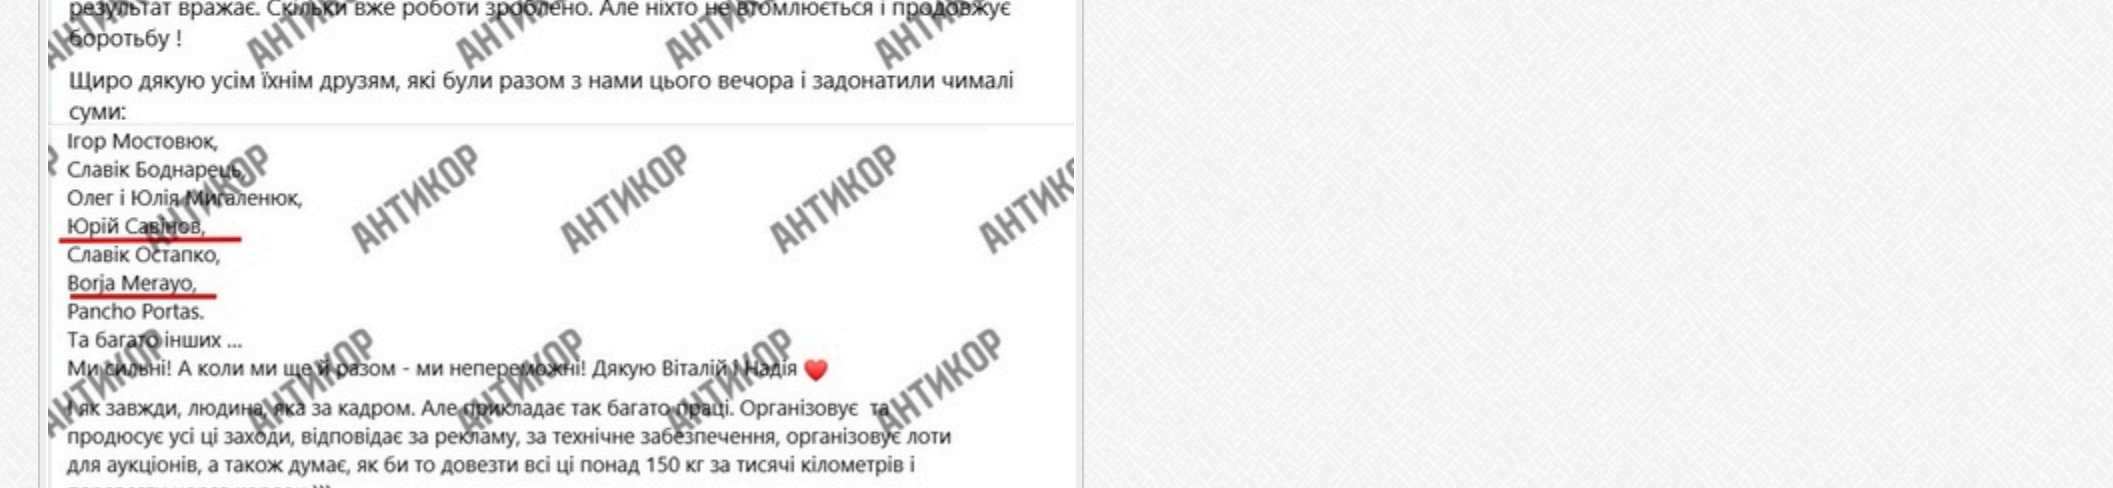 результат вражає. Скільки вже роботи зроблено. Але ніхто не втомлюється і продовжує
боротьбу !
Щиро дякую усім їхнім друзям, які були разом з нами цього вечора і задонатили чималі
суми:
Ігор Мостовюк,
Славік Боднарець,
Олег і Юлія Мигаленюк,
Юрій Савінов,
Славік Остапко,
Borja Merayo,
Pancho Portas.
Та багато інших ...
Ми сильні! А коли ми ще й разом - ми непереможні! Дякую Віталій і Надія ❤️
І як завжди, людина, яка за кадром. Але прикладає так багато праці. Організовує та
продюсує усі ці заходи, відповідає за рекламу, за технічне забезпечення, організовує лоти
для аукціонів, а також думає, як би то довезти всі ці понад 150 кг за тисячі кілометрів і
АНТИКОР